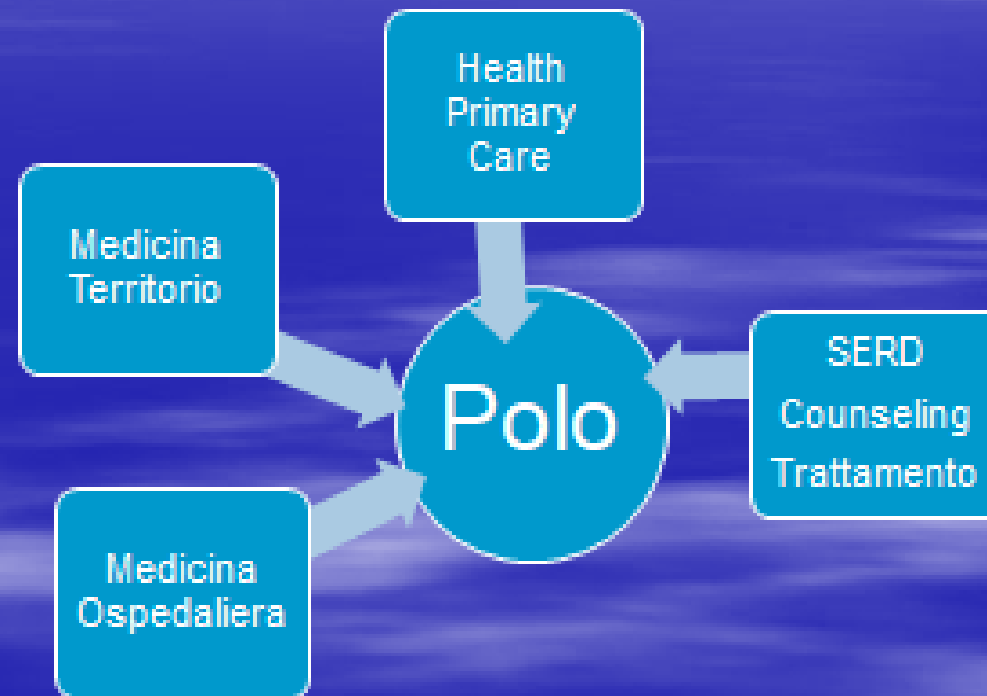 Health
Primary
Care
Medicina
Territorio
Polo
SERD
Counseling
Trattamento
Medicina
Ospedaliera